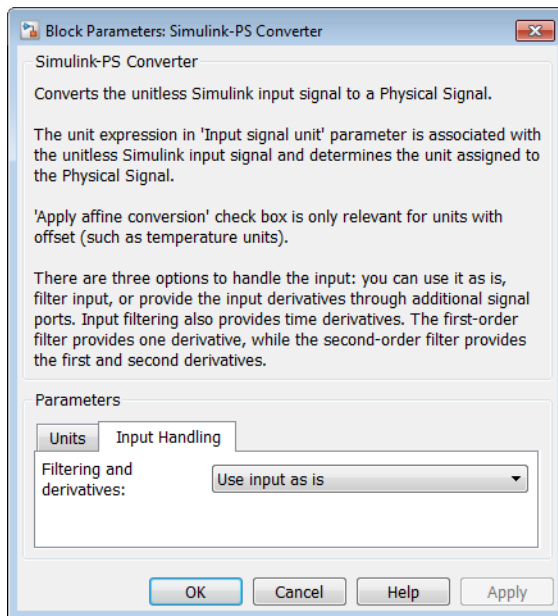 Block Parameters: Simulink-PS Converter
Simulink-PS Converter
Converts the unitless Simulink input signal to a Physical Signal.
The unit expression in 'Input signal unit' parameter is associated with
the unitless Simulink input signal and determines the unit assigned to
the Physical Signal.
'Apply affine conversion' check box is only relevant for units with
offset (such as temperature units).
There are three options to handle the input: you can use it as is,
filter input, or provide the input derivatives through additional signal
ports. Input filtering also provides time derivatives. The first-order
filter provides one derivative, while the second-order filter provides
the first and second derivatives.
Parameters
Units Input Handling
Filtering and
derivatives:
Use input as is
OK Cancel Help Apply